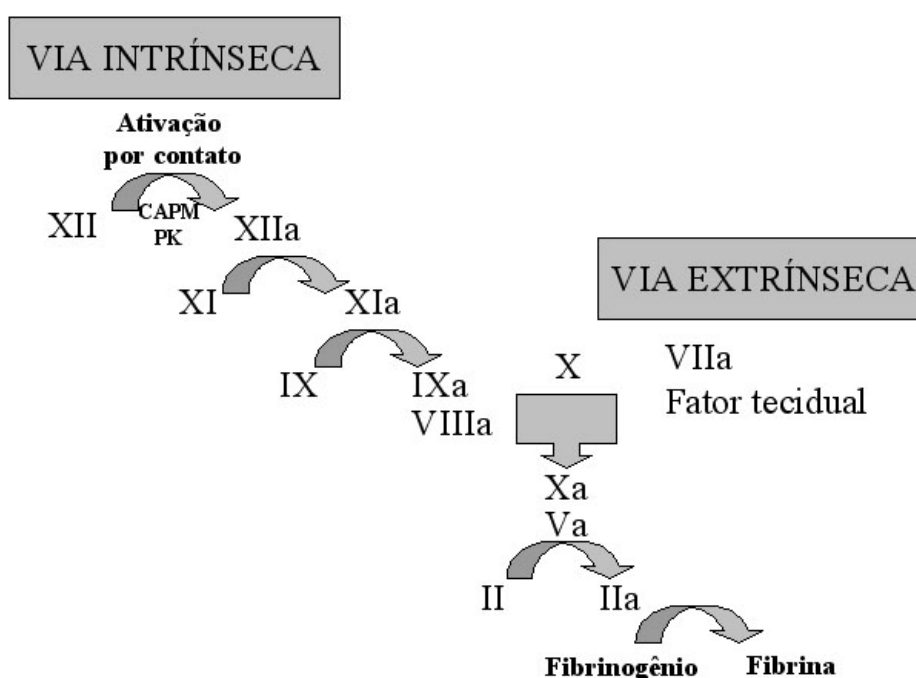 VIA INTRÍNSECA
Ativação
por contato
XII
CAPM
PK
XIIa
XI
XIa
IX
IXa
VIIIa
VIA EXTRÍNSECA
VIIa
Fator tecidual
X
Xa
Va
II
IIa
Fibrinogênio
Fibrina